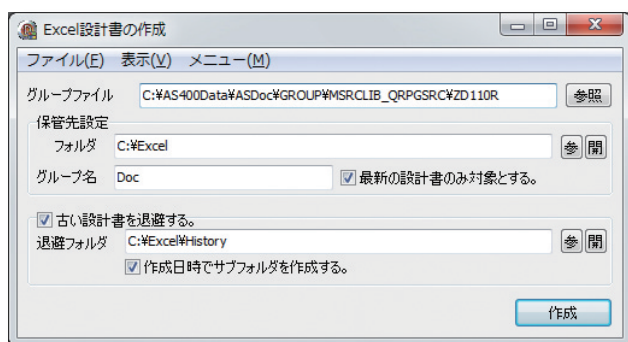 Excel設計書の作成
ファイル(F) 表示(V) メニュー(M)
グループファイル C:¥AS400Data¥ASDoc¥GROUP¥MSRCLIB_QRPGSRC¥ZD110R 参照
保管先設定
フォルダ C:¥Excel 参 開
グループ名 Doc 最新の設計書のみ対象とする。
古い設計書を退避する。
退避フォルダ C:¥Excel¥History 参 開
作成日時でサブフォルダを作成する。
作成